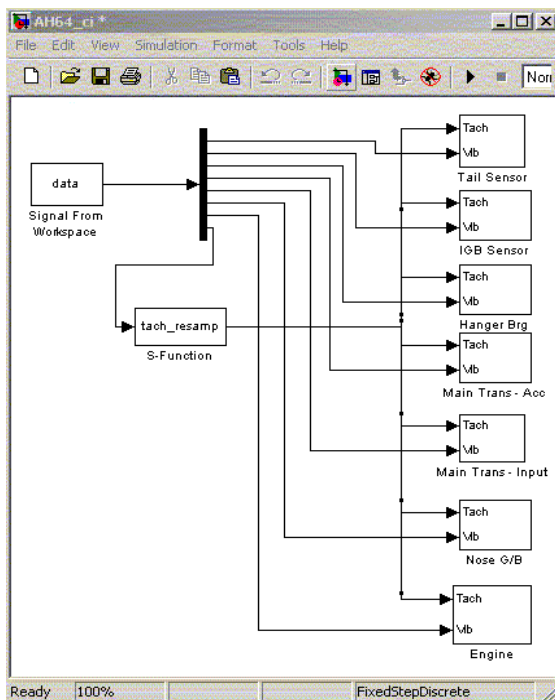 AH64_ci *
File Edit View Simulation Format Tools Help
Nor
data
Signal From
Workspace
tach_resamp
S-Function
Tach
Vib
Tail Sensor
Tach
Vib
IGB Sensor
Tach
Vib
Hanger Brg
Tach
Vib
Main Trans - Acc
Tach
Vib
Main Trans - Input
Tach
Vib
Nose G/B
Tach
Vib
Engine
Ready 100% FixedStepDiscrete